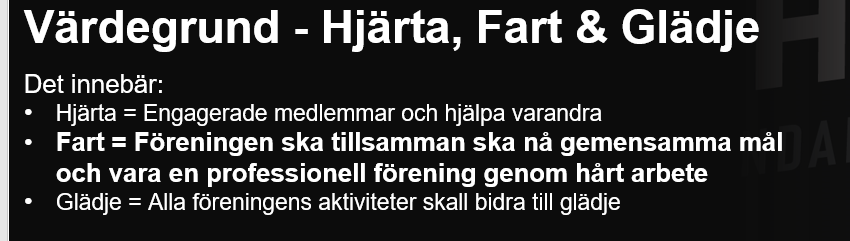 Värdegrund - Hjärta, Fart & Glädje
Det innebär:
• Hjärta = Engagerade medlemmar och hjälpa varandra
• Fart = Föreningen ska tillsamman ska nå gemensamma mål
och vara en professionell förening genom hårt arbete
• Glädje = Alla föreningens aktiviteter skall bidra till glädje